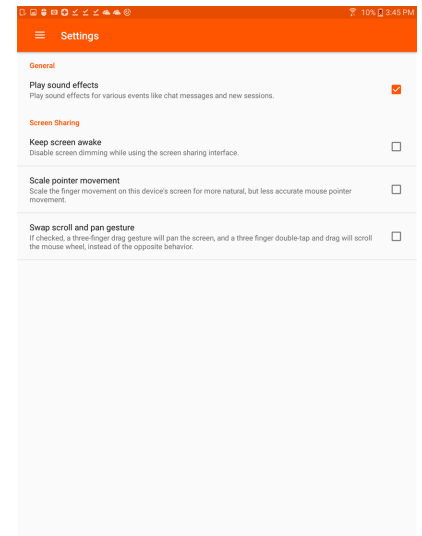 10% 3:45 PM
Settings
General
Play sound effects
Play sound effects for various events like chat messages and new sessions.
Screen Sharing
Keep screen awake
Disable screen dimming while using the screen sharing interface.
Scale pointer movement
Scale the finger movement on this device's screen for more natural, but less accurate mouse pointer
movement.
Swap scroll and pan gesture
If checked, a three-finger drag gesture will pan the screen, and a three finger double-tap and drag will scroll
the mouse wheel, instead of the opposite behavior.